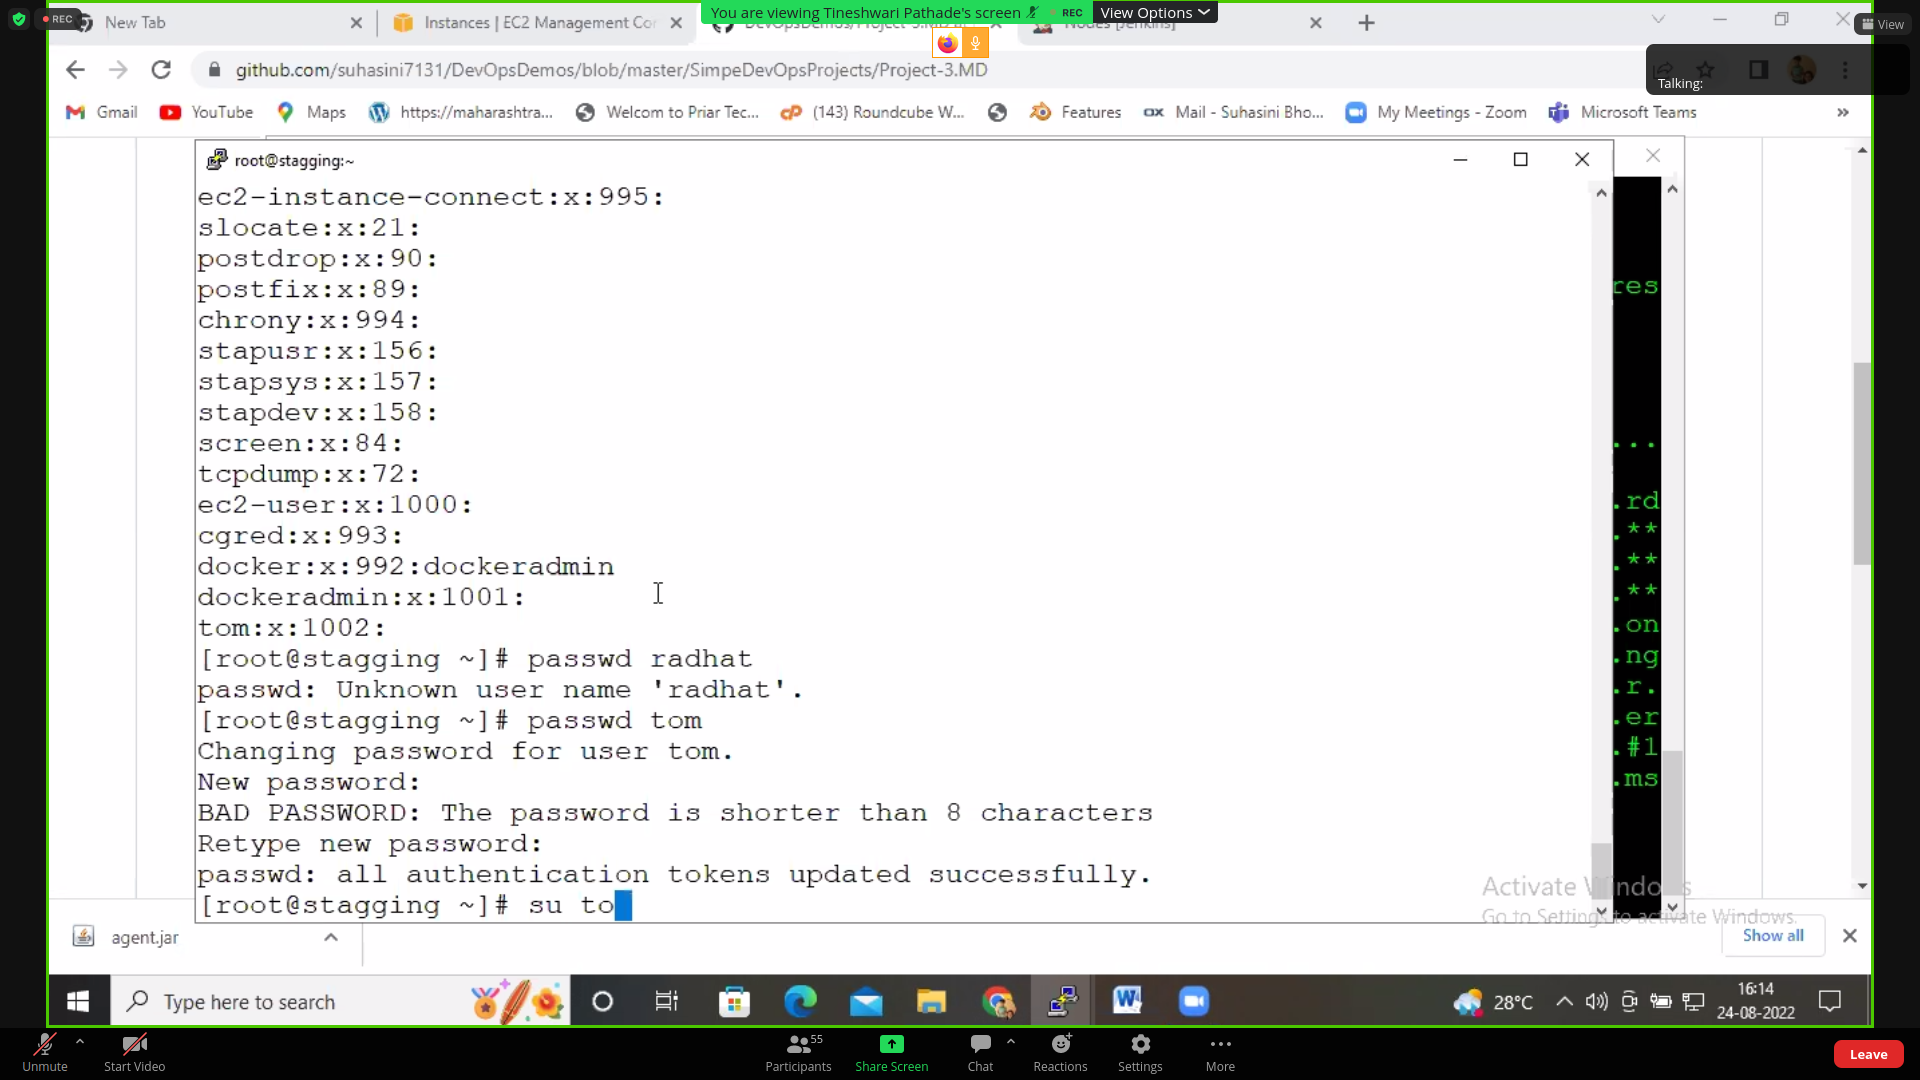 REC
You are viewing Tineshwari Pathade's screen
REC
View Options
View
New Tab
Instances | EC2 Management Con
DevOpsDemos/Project-3.MD at
Nodes [Jenkins]
github.com/suhasini7131/DevOpsDemos/blob/master/SimpeDevOpsProjects/Project-3.MD
Talking:
Gmail
YouTube
Maps
https://maharashtra...
Welcom to Priar Tec...
(143) Roundcube W...
Features
Mail - Suhasini Bho...
My Meetings - Zoom
Microsoft Teams
»
root@stagging:~
ec2-instance-connect:x:995:
slocate:x:21:
postdrop:x:90:
postfix:x:89:
chrony:x:994:
stapusr:x:156:
stapsys:x:157:
stapdev:x:158:
screen:x:84:
tcpdump:x:72:
ec2-user:x:1000:
cgred:x:993:
docker:x:992:dockeradmin
dockeradmin:x:1001:
tom:x:1002:
[root@stagging ~]# passwd radhat
passwd: Unknown user name 'radhat'.
[root@stagging ~]# passwd tom
Changing password for user tom.
New password:
BAD PASSWORD: The password is shorter than 8 characters
Retype new password:
passwd: all authentication tokens updated successfully.
[root@stagging ~]# su to
res
...
.rd
.**
.**
.**
.on
.ng
.r.
.er
.#1
.ms
Activate Windows
Go to Settings to activate Windows.
agent.jar
Show all
Type here to search
28°C
16:14
24-08-2022
Unmute
Start Video
Participants
55
Share Screen
Chat
Reactions
Settings
More
Leave